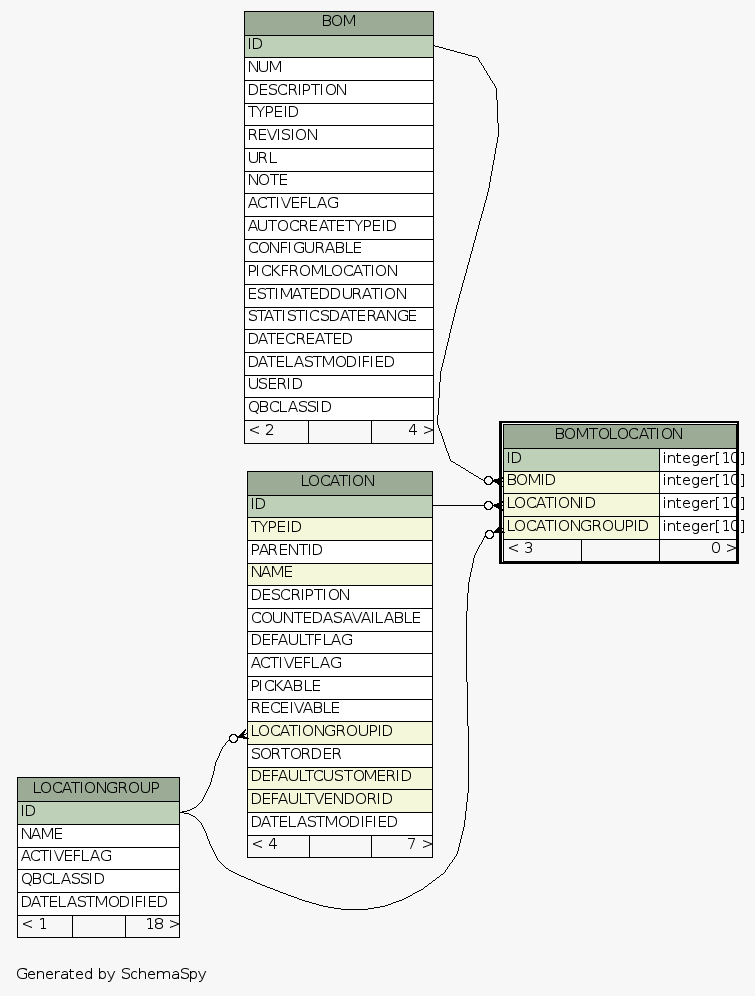 BOM
ID
NUM
DESCRIPTION
TYPEID
REVISION
URL
NOTE
ACTIVEFLAG
AUTOCREATETYPEID
CONFIGURABLE
PICKFROMLOCATION
ESTIMATEDDURATION
STATISTICSDATERANGE
DATECREATED
DATELASTMODIFIED
USERID
QBCLASSID
< 2 4 >
BOMTOLOCATION
ID integer[10]
BOMID integer[10]
LOCATIONID integer[10]
LOCATIONGROUPID integer[10]
< 3 0 >
LOCATION
ID
TYPEID
PARENTID
NAME
DESCRIPTION
COUNTEDASAVAILABLE
DEFAULTFLAG
ACTIVEFLAG
PICKABLE
RECEIVABLE
LOCATIONGROUPID
SORTORDER
DEFAULTCUSTOMERID
DEFAULTVENDORID
DATELASTMODIFIED
< 4 7 >
LOCATIONGROUP
ID
NAME
ACTIVEFLAG
QBCLASSID
DATELASTMODIFIED
< 1 18 >
Generated by SchemaSpy